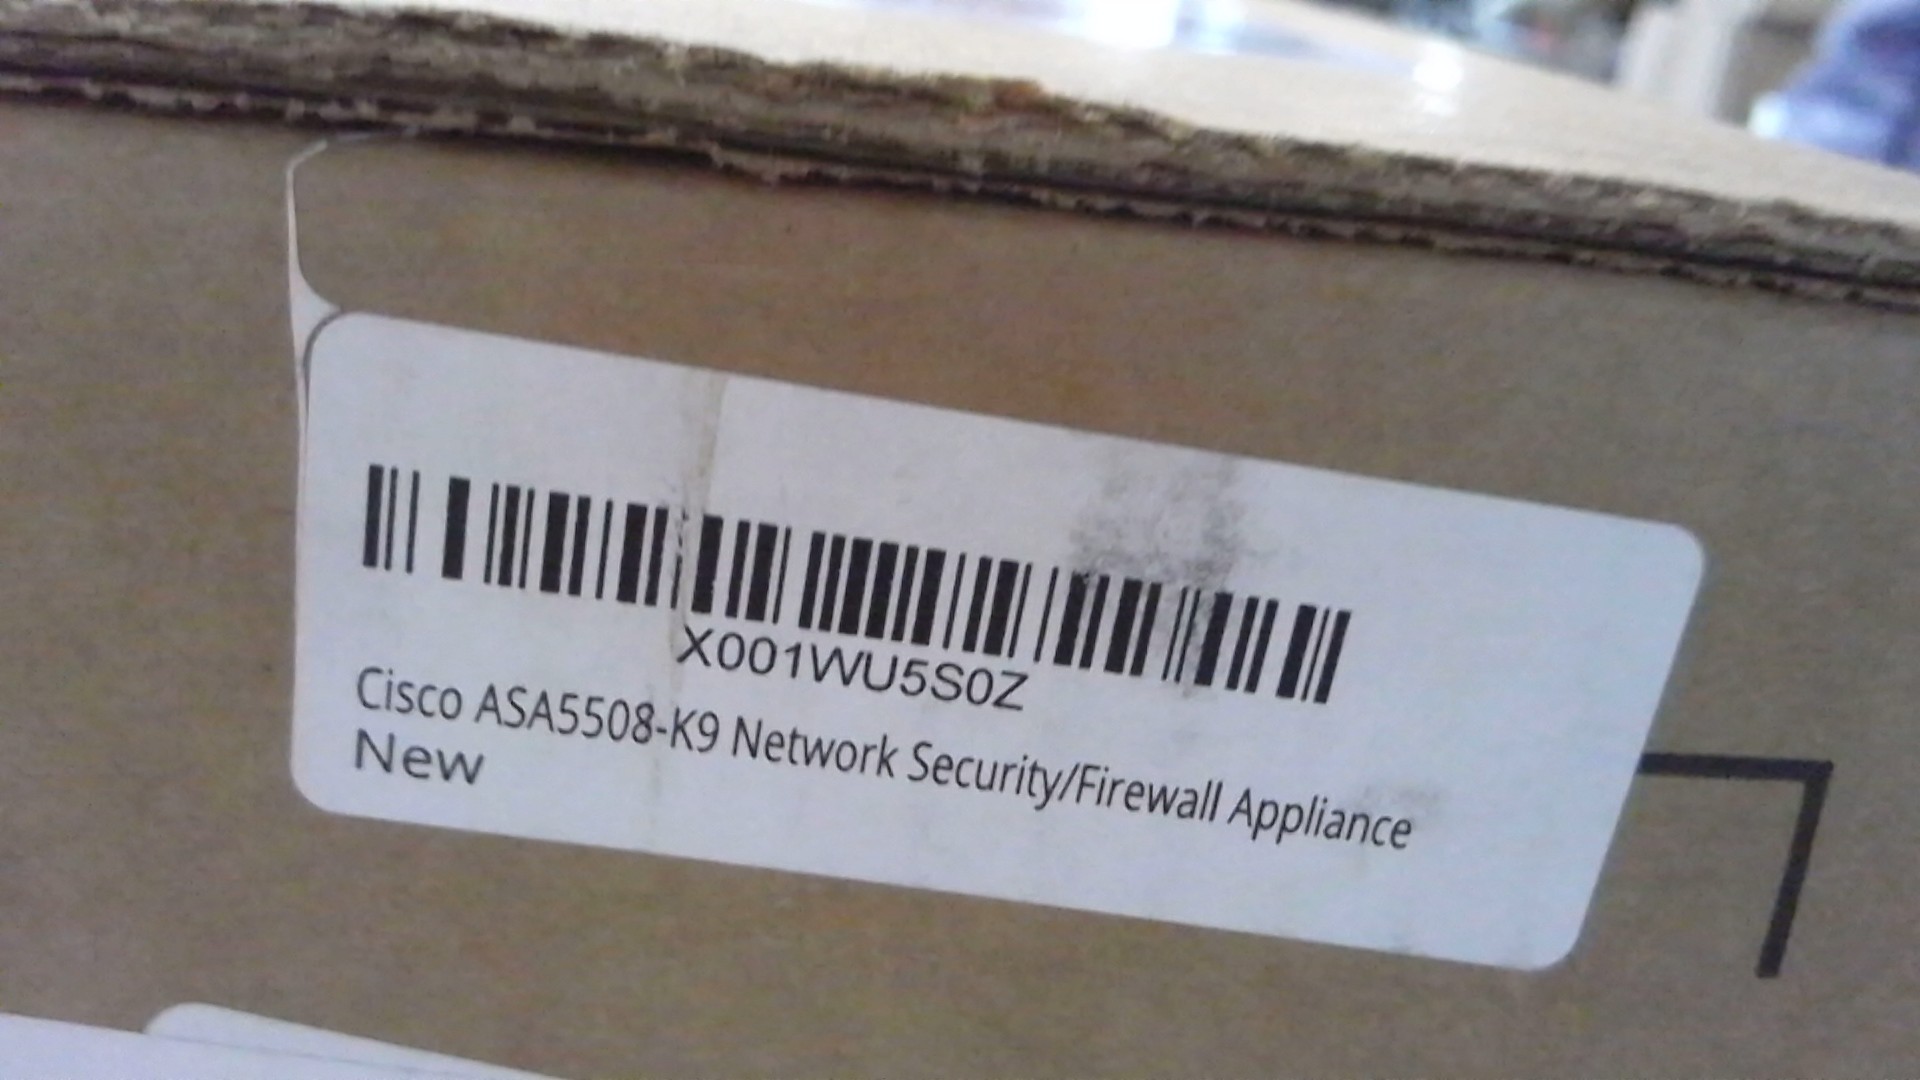 X001WU5S0Z
Cisco ASA5508-K9 Network Security/Firewall Appliance
New